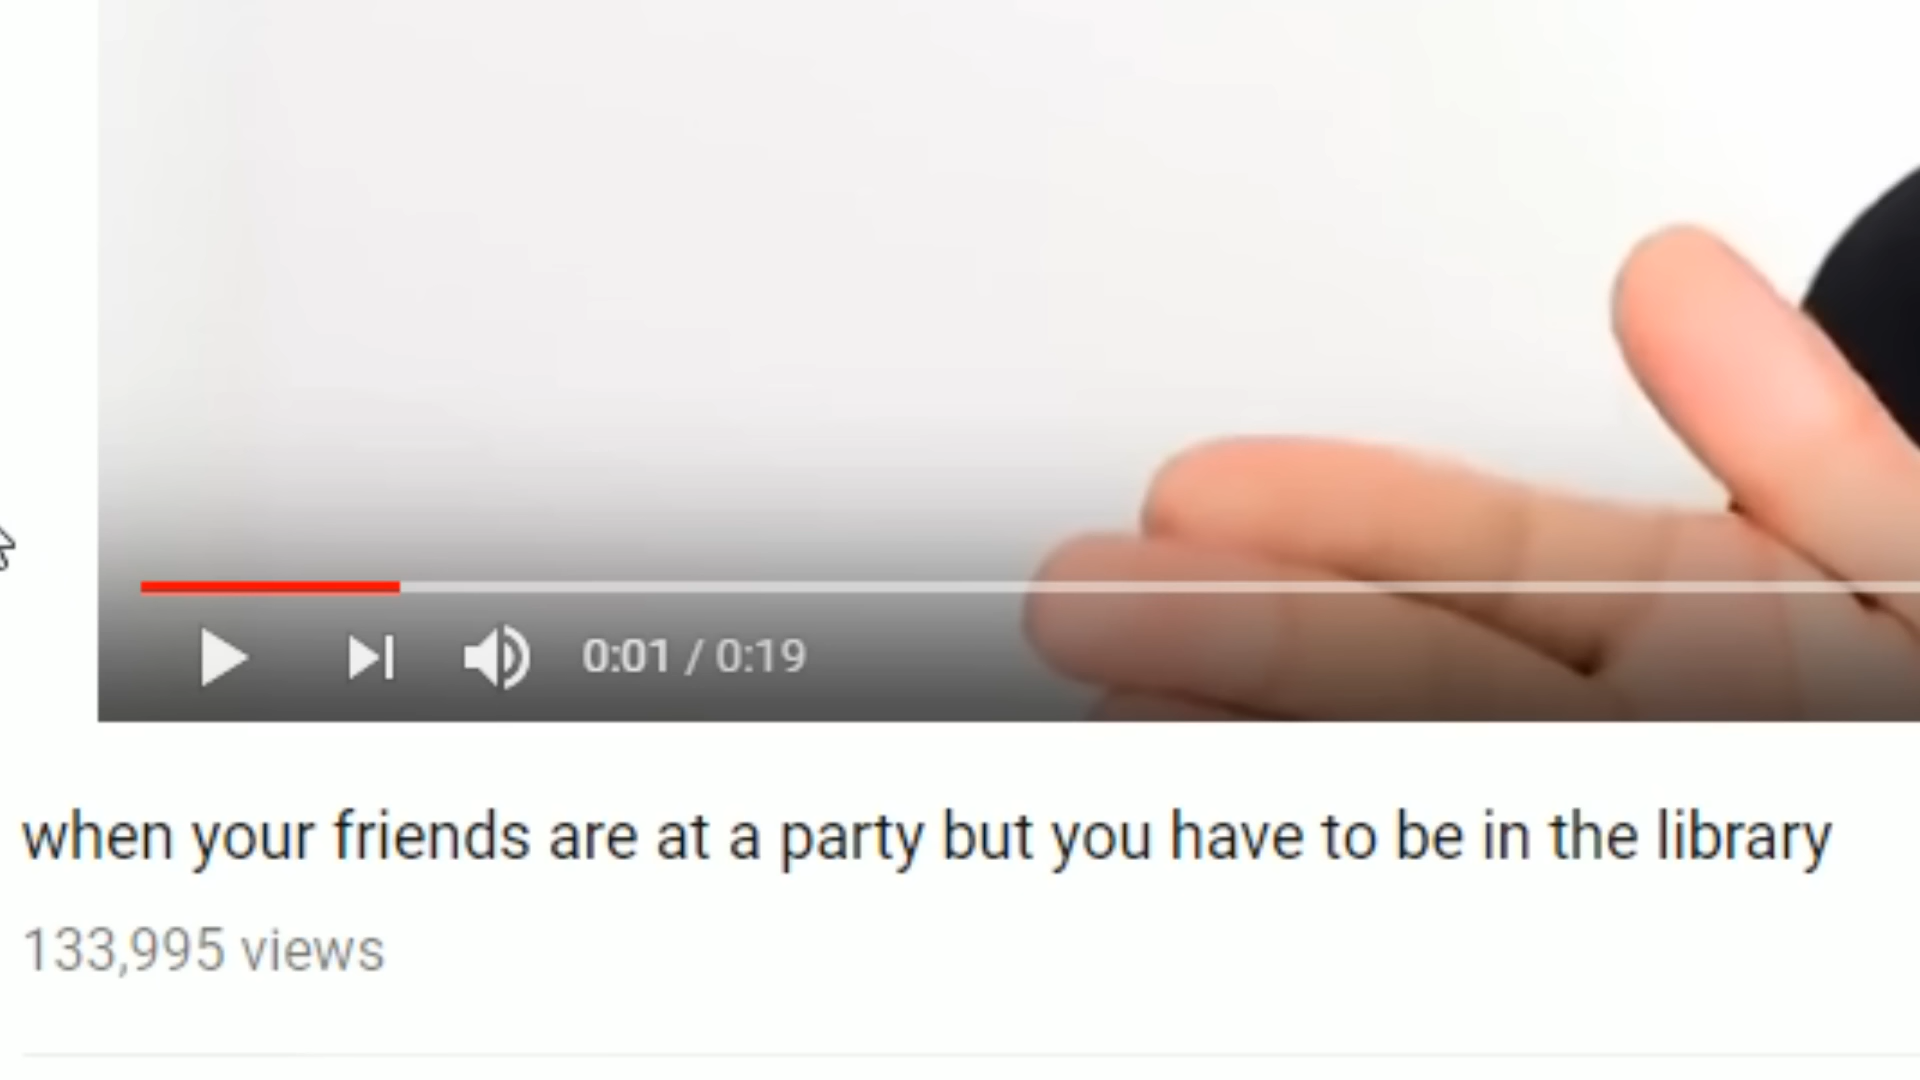 0:01 / 0:19
when your friends are at a party but you have to be in the library
133,995 views